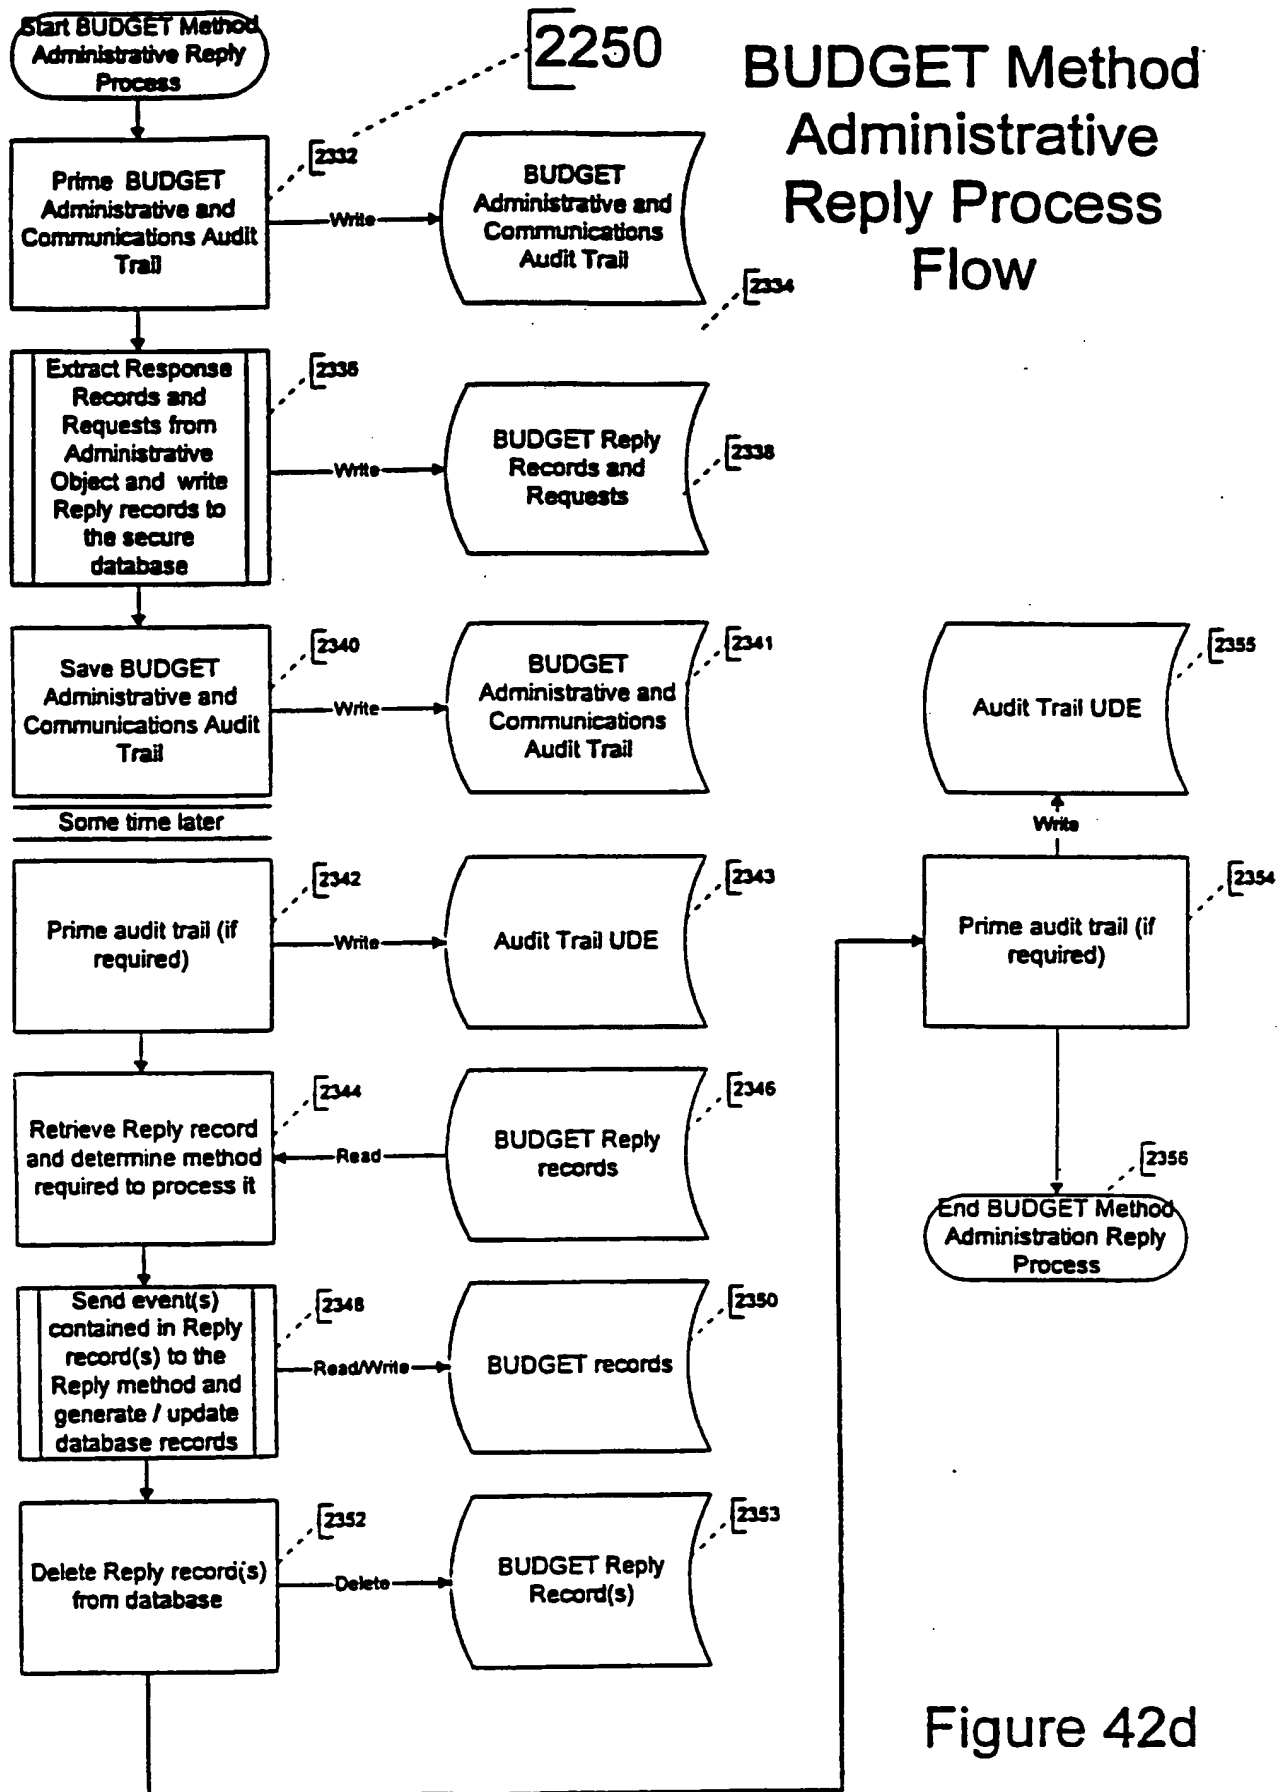 Start BUDGET Method
Administrative Reply
Process
2250
BUDGET Method
Administrative
Reply Process
Flow
Prime BUDGET
Administrative and
Communications Audit
Trail
2332
Write
BUDGET
Administrative and
Communications
Audit Trail
2334
Extract Response
Records and
Requests from
Administrative
Object and write
Reply records to
the secure
database
2335
Write
BUDGET Reply
Records and
Requests
2338
Save BUDGET
Administrative and
Communications Audit
Trail
2340
Write
BUDGET
Administrative and
Communications
Audit Trail
2341
Audit Trail UDE
2355
Some time later
Write
Prime audit trail (if
required)
2342
Write
Audit Trail UDE
2343
Prime audit trail (if
required)
2354
Retrieve Reply record
and determine method
required to process it
2344
Read
BUDGET Reply
records
2346
2356
End BUDGET Method
Administration Reply
Process
Send event(s)
contained in Reply
record(s) to the
Reply method and
generate / update
database records
2348
Read/Write
BUDGET records
2350
Delete Reply record(s)
from database
2352
Delete
BUDGET Reply
Record(s)
2353
Figure 42d